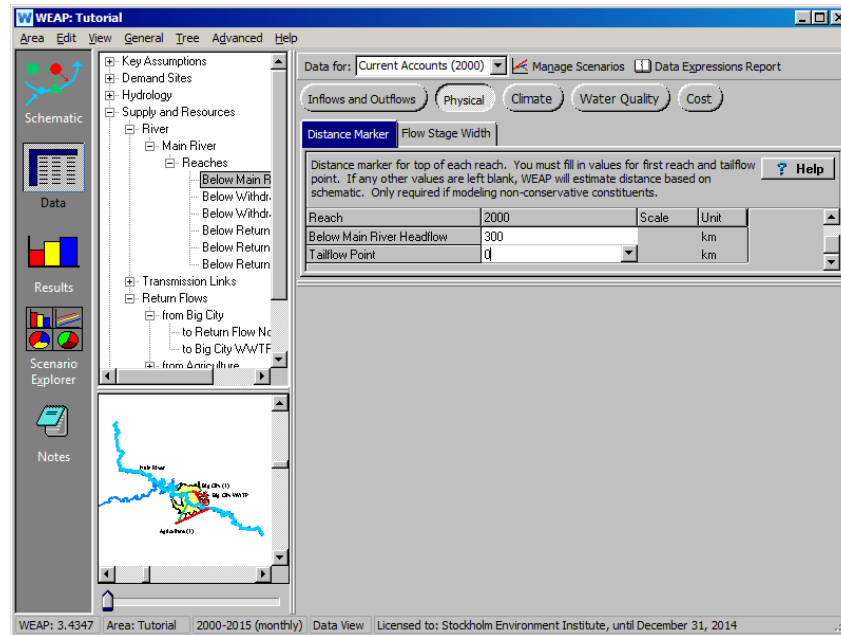 WEAP: Tutorial
Area Edit View General Tree Advanced Help
Schematic
Data
Results
Scenario
Explorer
Notes
Key Assumptions
Demand Sites
Hydrology
Supply and Resources
River
Main River
Reaches
Below Main R
Below Withdr
Below Withdr
Below Return
Below Return
Below Return
Transmission Links
Return Flows
from Big City
to Return Flow No
to Big City WWTP
from Agriculture
Main River
Big City (1)
Big City WWTP
Agriculture (1)
Data for: Current Accounts (2000) Manage Scenarios Data Expressions Report
Inflows and Outflows Physical Climate Water Quality Cost
Distance Marker Flow Stage Width
Distance marker for top of each reach. You must fill in values for first reach and tailflow
point. If any other values are left blank, WEAP will estimate distance based on
schematic. Only required if modeling non-conservative constituents.
? Help
Reach 2000 Scale Unit
Below Main River Headflow 300 km
Tailflow Point 0 km
WEAP: 3.4347 Area: Tutorial 2000-2015 (monthly) Data View Licensed to: Stockholm Environment Institute, until December 31, 2014